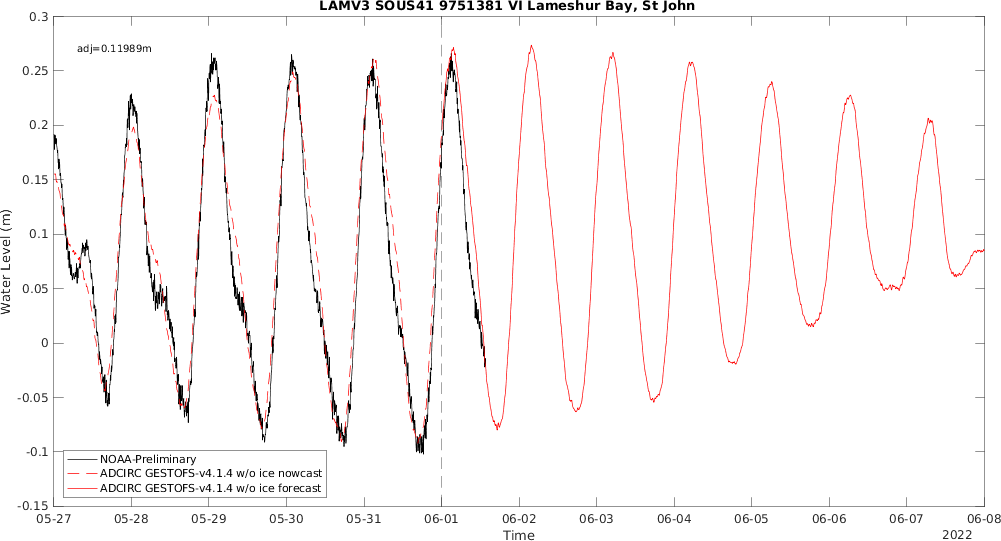 LAMV3 SOUS41 9751381 VI Lameshur Bay, St John
adj=0.11989m
0.3
0.25
0.2
0.15
0.1
0.05
0
-0.05
-0.1
-0.15
Water Level (m)
NOAA-Preliminary
ADCIRC GESTOFS-v4.1.4 w/o ice nowcast
ADCIRC GESTOFS-v4.1.4 w/o ice forecast
05-27 05-28 05-29 05-30 05-31 06-01 06-02 06-03 06-04 06-05 06-06 06-07 06-08
Time
2022